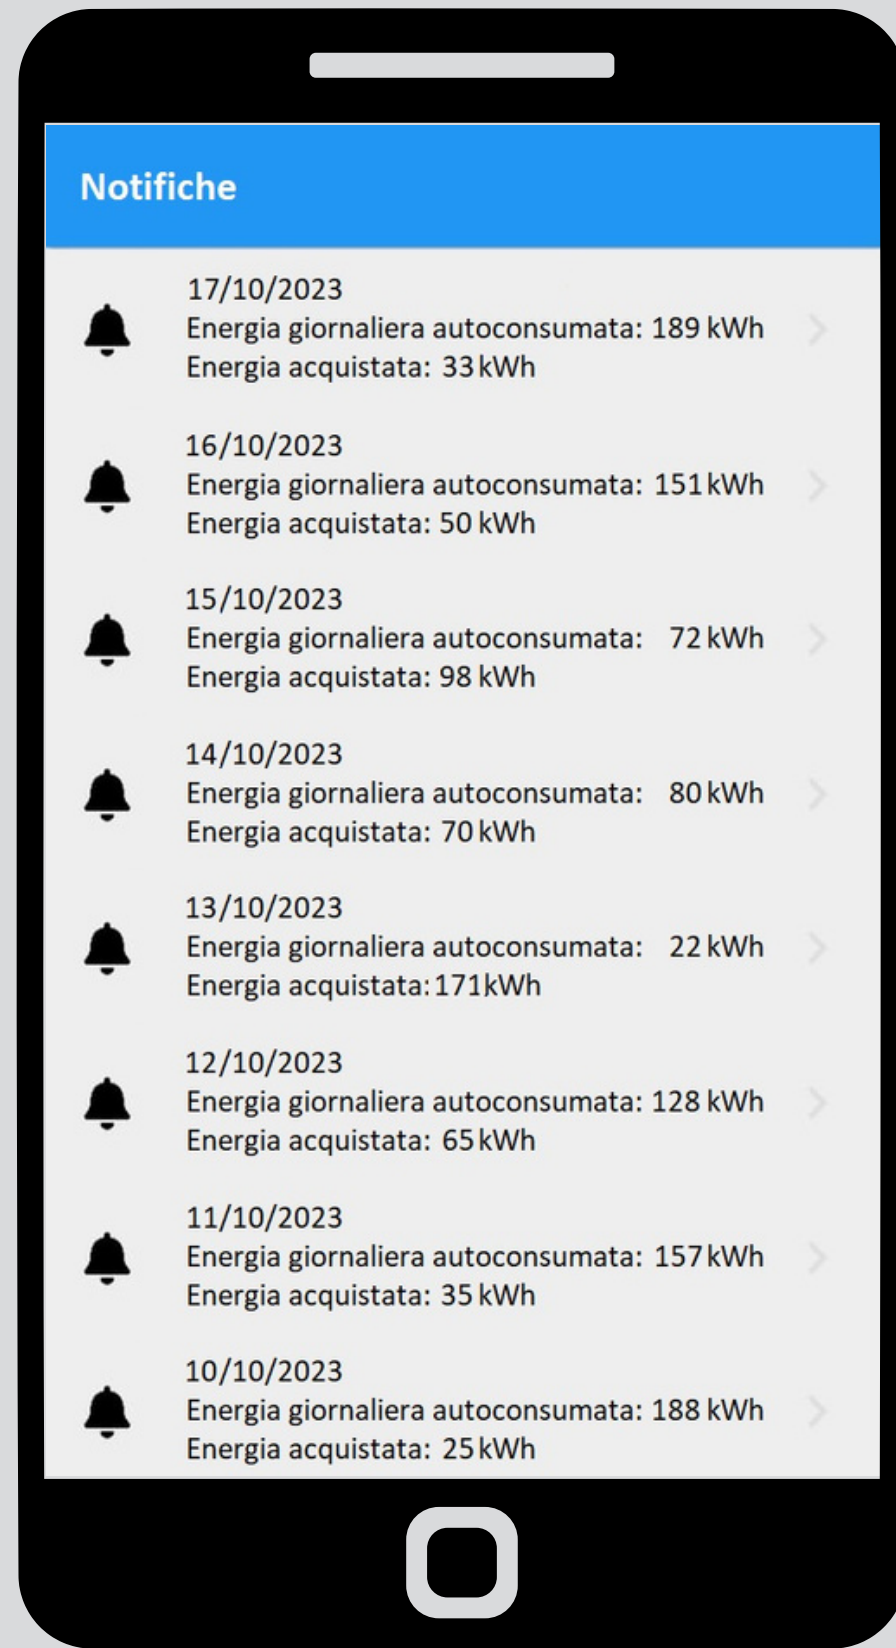 Notifiche
17/10/2023
Energia giornaliera autoconsumata: 189 kWh
Energia acquistata: 33 kWh
16/10/2023
Energia giornaliera autoconsumata: 151 kWh
Energia acquistata: 50 kWh
15/10/2023
Energia giornaliera autoconsumata: 72 kWh
Energia acquistata: 98 kWh
14/10/2023
Energia giornaliera autoconsumata: 80 kWh
Energia acquistata: 70 kWh
13/10/2023
Energia giornaliera autoconsumata: 22 kWh
Energia acquistata: 171 kWh
12/10/2023
Energia giornaliera autoconsumata: 128 kWh
Energia acquistata: 65 kWh
11/10/2023
Energia giornaliera autoconsumata: 157 kWh
Energia acquistata: 35 kWh
10/10/2023
Energia giornaliera autoconsumata: 188 kWh
Energia acquistata: 25 kWh